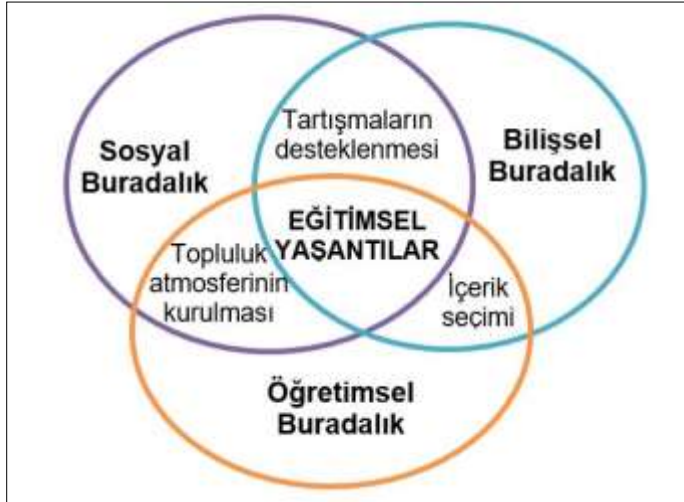 Tartışmaların
desteklenmesi
Sosyal
Buradalık
Bilişsel
Buradalık
EĞİTİMSEL
YAŞANTILAR
Topluluk
atmosferinin
kurulması
İçerik
seçimi
Öğretimsel
Buradalık